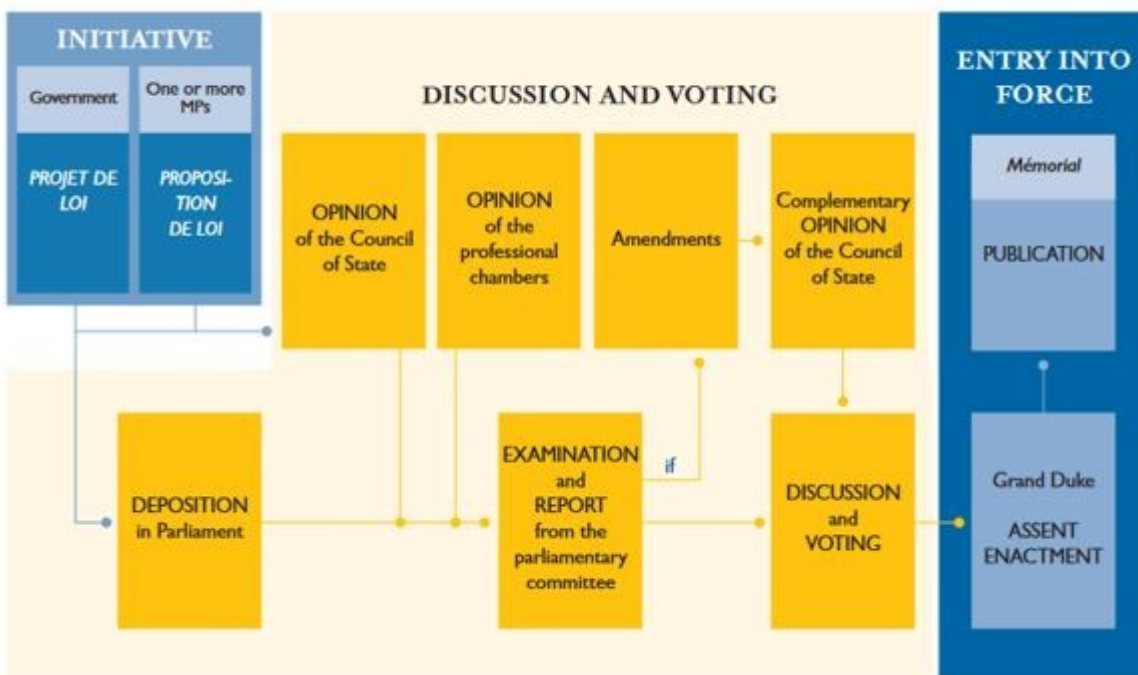 INITIATIVE
Government
One or more
MPs
PROJET DE
LOI
PROPOSI-
TION
DE LOI
DISCUSSION AND VOTING
OPINION
of the Council
of State
OPINION
of the
professional
chambers
Amendments
Complementary
OPINION
of the Council
of State
DEPOSITION
in Parliament
EXAMINATION
and
REPORT
from the
parliamentary
committee
if
DISCUSSION
and
VOTING
ENTRY INTO
FORCE
Mémorial
PUBLICATION
Grand Duke
ASSENT
ENACTMENT